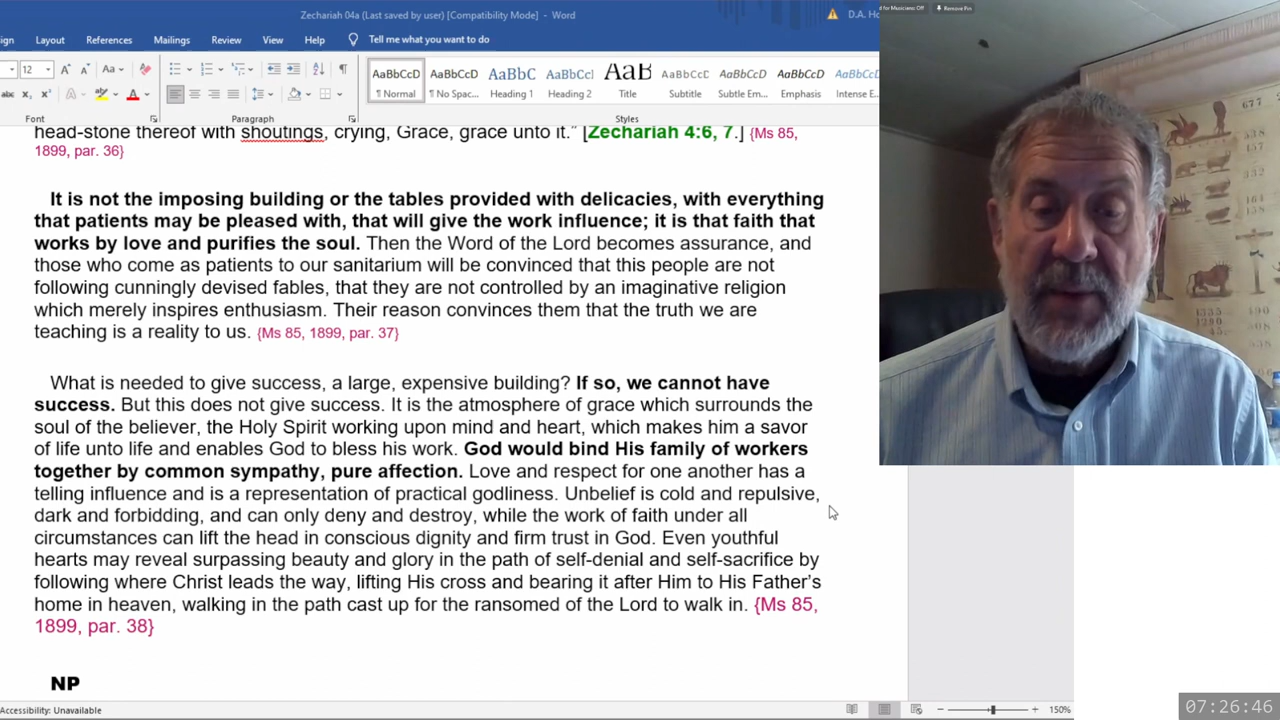 Zechariah 04a (Last saved by user) [Compatibility Mode] - Word
D.A. Ho
d for Musicians: Off
Remove Pin
ign Layout References Mailings Review View Help Tell me what you want to do
12
AaBbCcD AaBbCcD AaBbC AaBbCcl AaB AaBbCcD AaBbCcD AaBbCcD AaBbCc
¶ Normal ¶ No Spac... Heading 1 Heading 2 Title Subtitle Subtle Em... Emphasis Intense E...
Font Paragraph Styles
head-stone thereof with shoutings, crying, Grace, grace unto it.” [Zechariah 4:6, 7.] {Ms 85,
1899, par. 36}
It is not the imposing building or the tables provided with delicacies, with everything
that patients may be pleased with, that will give the work influence; it is that faith that
works by love and purifies the soul. Then the Word of the Lord becomes assurance, and
those who come as patients to our sanitarium will be convinced that this people are not
following cunningly devised fables, that they are not controlled by an imaginative religion
which merely inspires enthusiasm. Their reason convinces them that the truth we are
teaching is a reality to us. {Ms 85, 1899, par. 37}
What is needed to give success, a large, expensive building? If so, we cannot have
success. But this does not give success. It is the atmosphere of grace which surrounds the
soul of the believer, the Holy Spirit working upon mind and heart, which makes him a savor
of life unto life and enables God to bless his work. God would bind His family of workers
together by common sympathy, pure affection. Love and respect for one another has a
telling influence and is a representation of practical godliness. Unbelief is cold and repulsive,
dark and forbidding, and can only deny and destroy, while the work of faith under all
circumstances can lift the head in conscious dignity and firm trust in God. Even youthful
hearts may reveal surpassing beauty and glory in the path of self-denial and self-sacrifice by
following where Christ leads the way, lifting His cross and bearing it after Him to His Father’s
home in heaven, walking in the path cast up for the ransomed of the Lord to walk in. {Ms 85,
1899, par. 38}
NP
Accessibility: Unavailable
150%
677
538
457
07:26:46